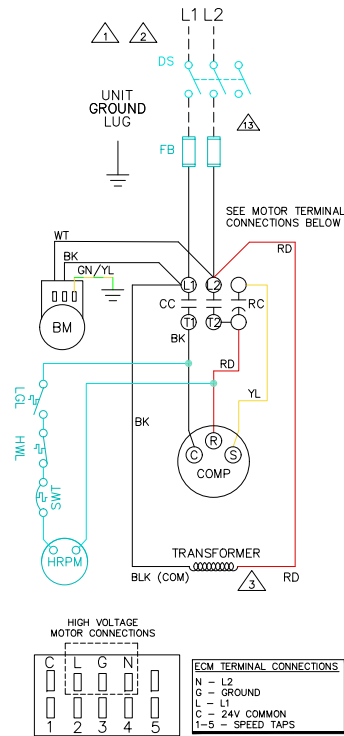 L1 L2
1 2
DS
UNIT
GROUND
LUG
13
FB
SEE MOTOR TERMINAL
CONNECTIONS BELOW
WT
RD
BK
GN/YL
L1 L2
CC RC
BM
T1 T2
BK
RD
LGL
YL
BK
HWL
R
C S
COMP
SWT
TRANSFORMER
HRPM
BLK (COM) 3 RD
HIGH VOLTAGE
MOTOR CONNECTIONS
C L G N
1 2 3 4 5
ECM TERMINAL CONNECTIONS
N – L2
G – GROUND
L – L1
C – 24V COMMON
1–5 – SPEED TAPS